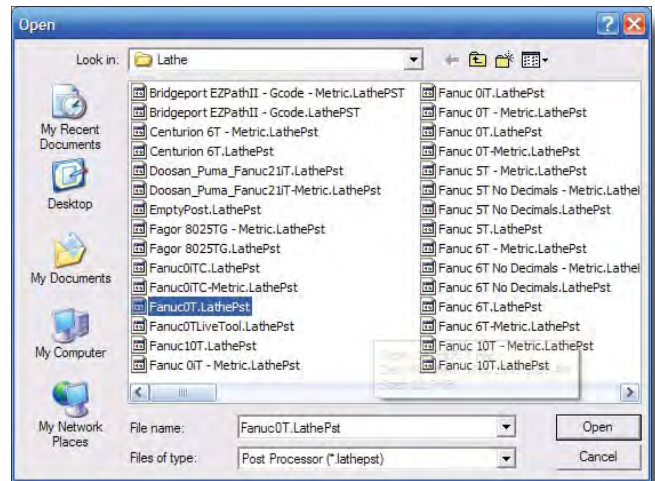 Open
Look in:
Lathe
My Recent
Documents
Desktop
My Documents
My Computer
My Network
Places
Bridgeport EZPathII - Gcode - Metric.LathePST
Bridgeport EZPathII - Gcode.LathePST
Centurion 6T - Metric.LathePst
Centurion 6T.LathePst
Doosan_Puma_Fanuc21iT.LathePst
Doosan_Puma_Fanuc21iT-Metric.LathePst
EmptyPost.LathePst
Fagor 8025TG - Metric.LathePst
Fagor 8025TG.LathePst
Fanuc0iTC.LathePst
Fanuc0iTC-Metric.LathePst
Fanuc0T.LathePst
Fanuc0TLiveTool.LathePst
Fanuc10T.LathePst
Fanuc 0iT - Metric.LathePst
Fanuc 0iT.LathePst
Fanuc 0T - Metric.LathePst
Fanuc 0T.LathePst
Fanuc 0T-Metric.LathePst
Fanuc 5T - Metric.LathePst
Fanuc 5T No Decimals - Metric.Lathel
Fanuc 5T No Decimals.LathePst
Fanuc 5T.LathePst
Fanuc 6T - Metric.LathePst
Fanuc 6T No Decimals - Metric.Lathel
Fanuc 6T No Decimals.LathePst
Fanuc 6T.LathePst
Fanuc 6T-Metric.LathePst
Fanuc 10T - Metric.LathePst
Fanuc 10T.LathePst
File name:
Fanuc0T.LathePst
Open
Files of type:
Post Processor (*.lathepst)
Cancel